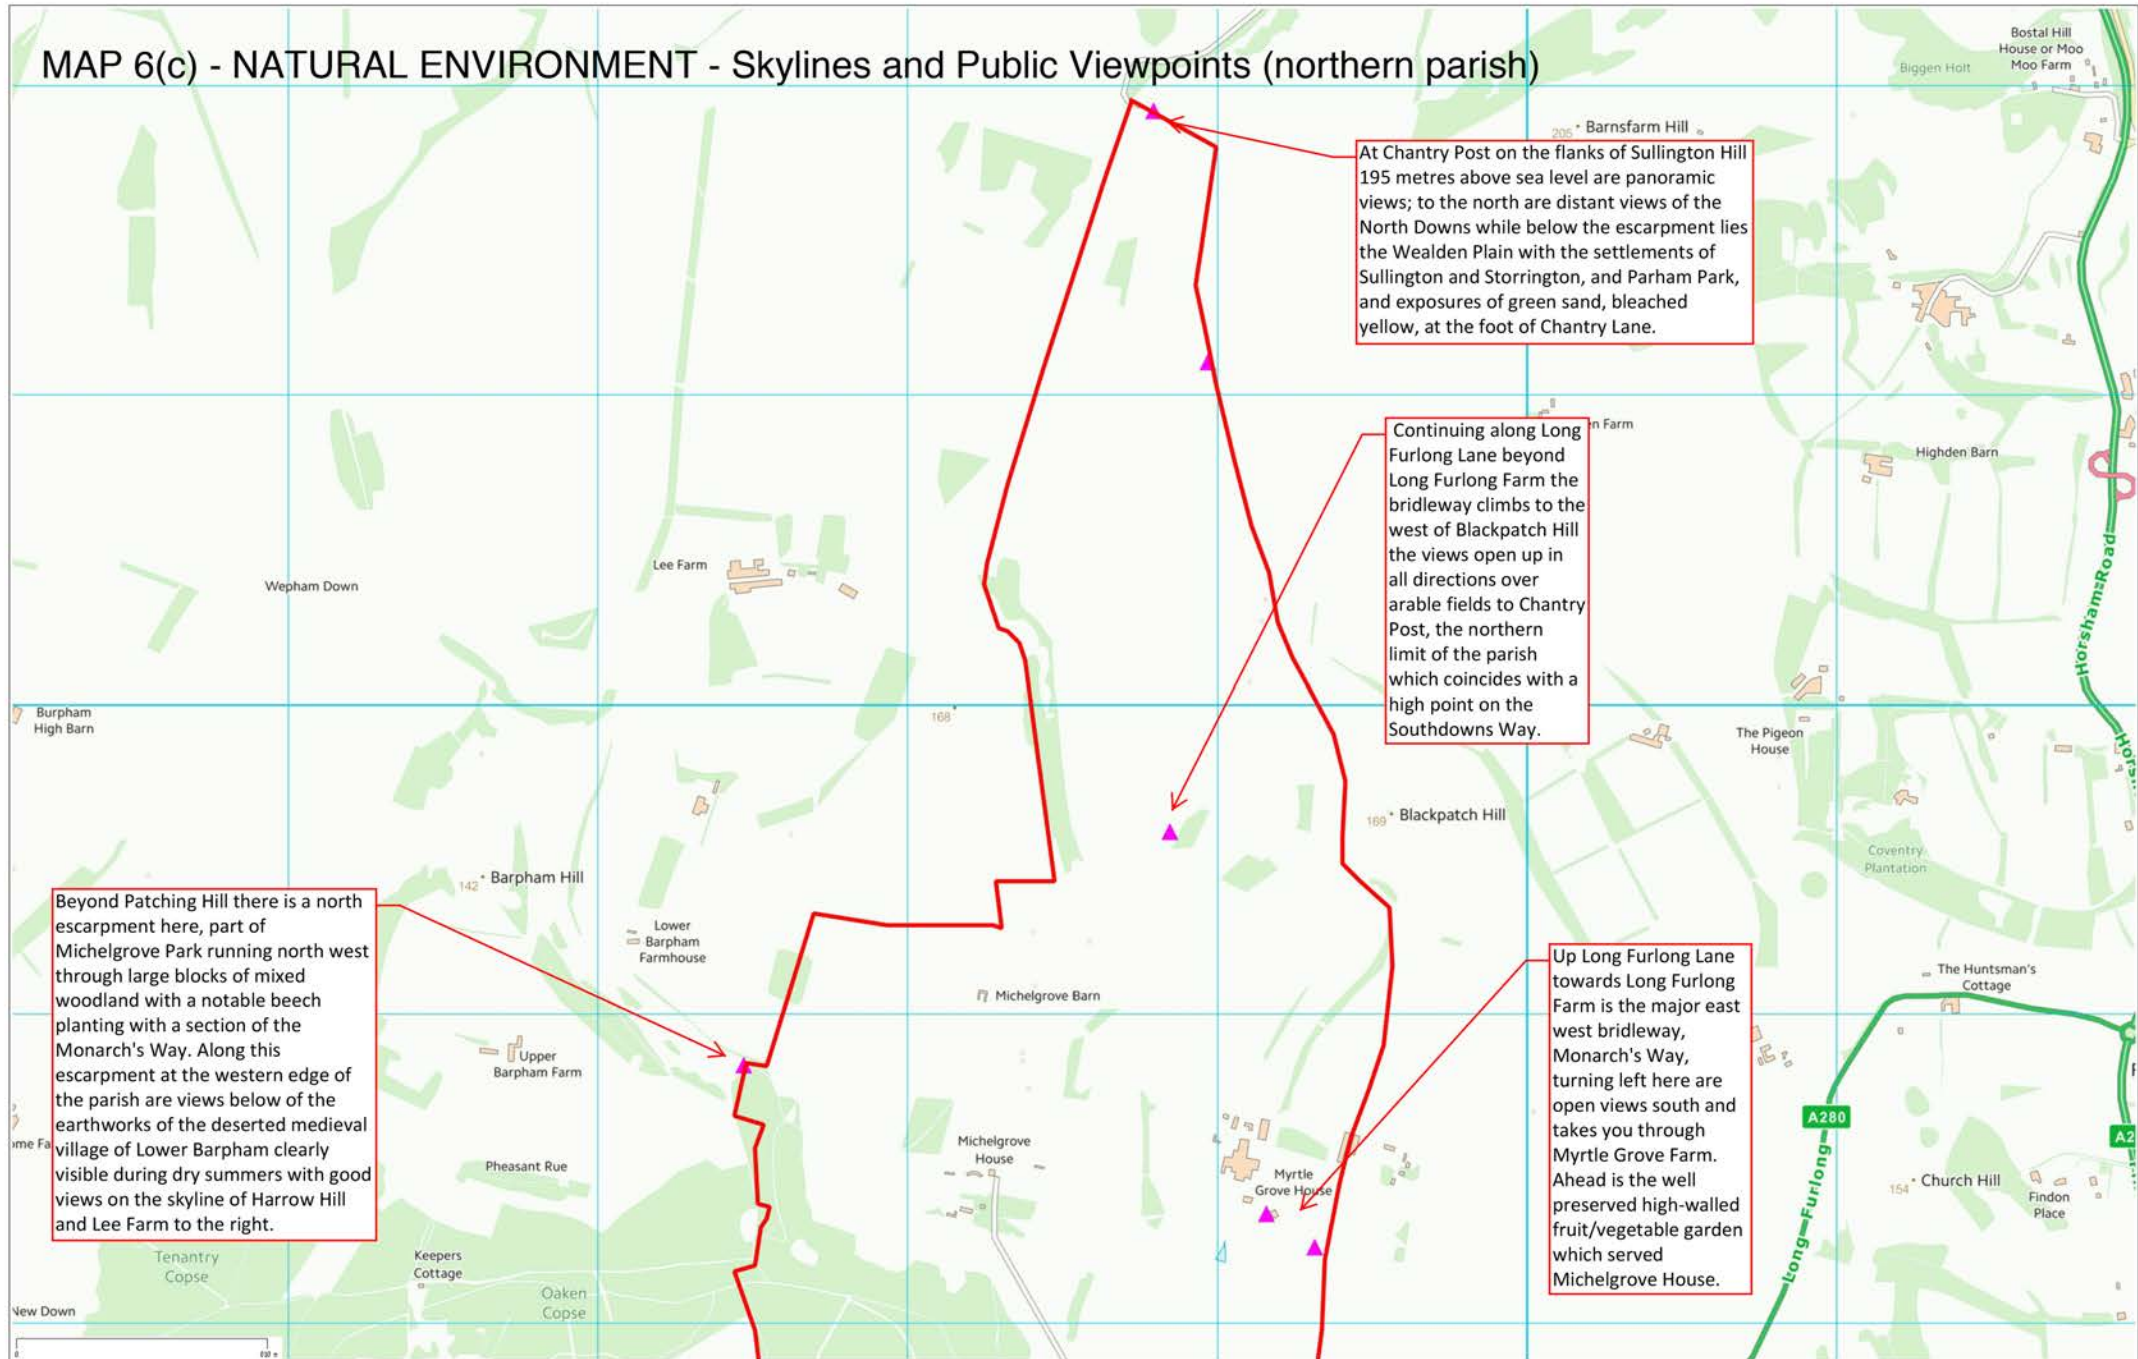 MAP 6(c) - NATURAL ENVIRONMENT - Skylines and Public Viewpoints (northern parish)
Bostal Hill
House or Moo
Moo Farm
Biggen Holt
205
Barnsfarm Hill
At Chantry Post on the flanks of Sullington Hill
195 metres above sea level are panoramic
views; to the north are distant views of the
North Downs while below the escarpment lies
the Wealden Plain with the settlements of
Sullington and Storrington, and Parham Park,
and exposures of green sand, bleached
yellow, at the foot of Chantry Lane.
n Farm
Highden Barn
Continuing along Long
Furlong Lane beyond
Long Furlong Farm the
bridleway climbs to the
west of Blackpatch Hill
the views open up in
all directions over
arable fields to Chantry
Post, the northern
limit of the parish
which coincides with a
high point on the
Southdowns Way.
Lee Farm
Wepham Down
Horsham Road
Burpham
High Barn
168
The Pigeon
House
Hors
169
Blackpatch Hill
Coventry
Plantation
142
Barpham Hill
Beyond Patching Hill there is a north
escarpment here, part of
Michelgrove Park running north west
through large blocks of mixed
woodland with a notable beech
planting with a section of the
Monarch's Way. Along this
escarpment at the western edge of
the parish are views below of the
earthworks of the deserted medieval
village of Lower Barpham clearly
visible during dry summers with good
views on the skyline of Harrow Hill
and Lee Farm to the right.
Lower
Barpham
Farmhouse
Michelgrove Barn
Up Long Furlong Lane
towards Long Furlong
Farm is the major east
west bridleway,
Monarch's Way,
turning left here are
open views south and
takes you through
Myrtle Grove Farm.
Ahead is the well
preserved high-walled
fruit/vegetable garden
which served
Michelgrove House.
The Huntsman's
Cottage
Upper
Barpham Farm
A280
A2
ome Fa
Michelgrove
House
Pheasant Rue
Myrtle
Grove House
154
Church Hill
Findon
Place
Long Furlong
Tenantry
Copse
Keepers
Cottage
Oaken
Copse
New Down
0